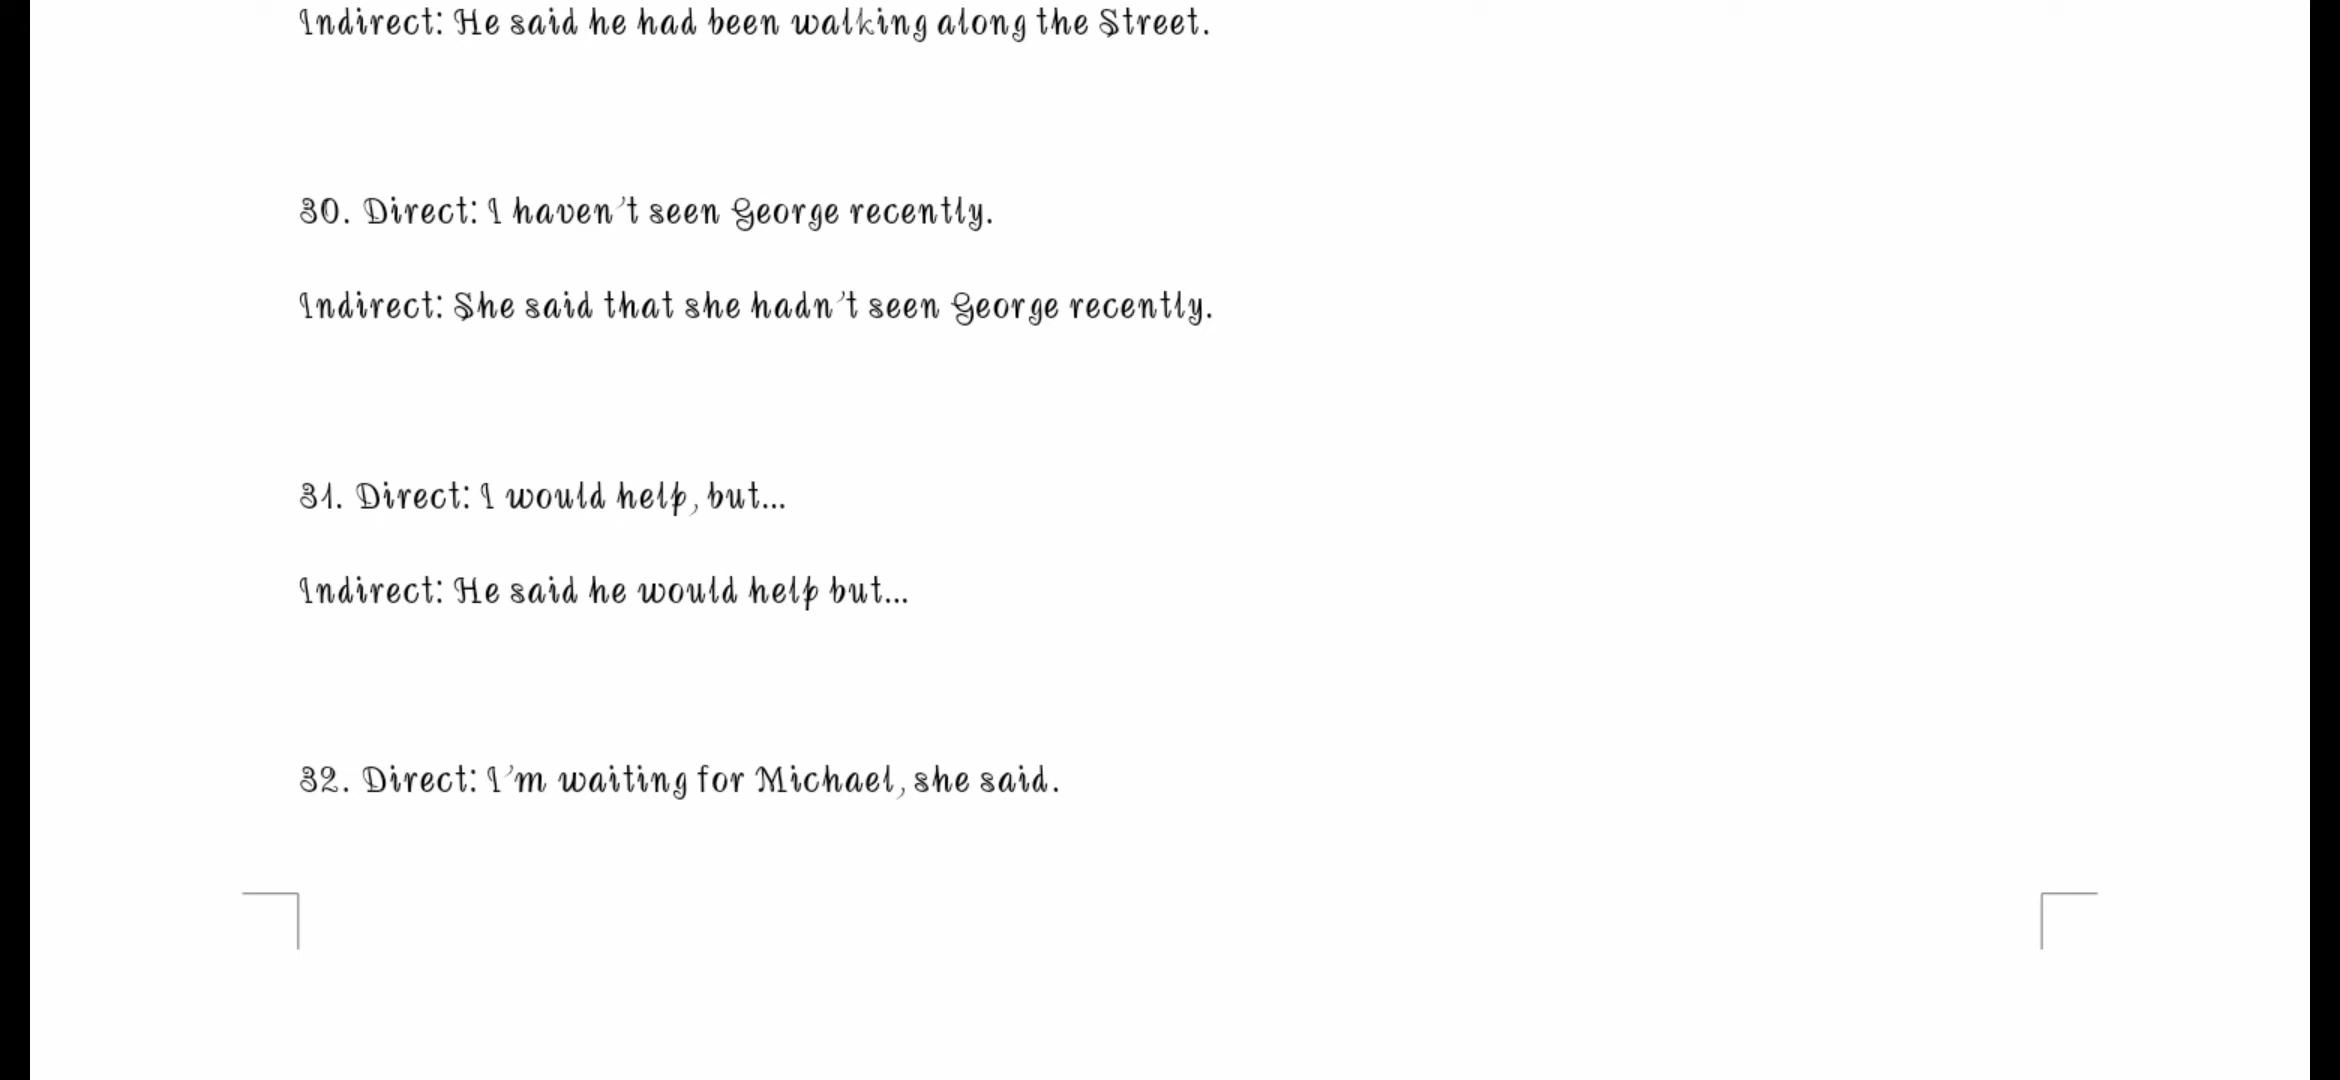 Indirect: He said he had been walking along the Street.
30. Direct: I haven't seen George recently.
Indirect: She said that she hadn't seen George recently.
31. Direct: I would help, but...
Indirect: He said he would help but...
32. Direct: I'm waiting for Michael, she said.